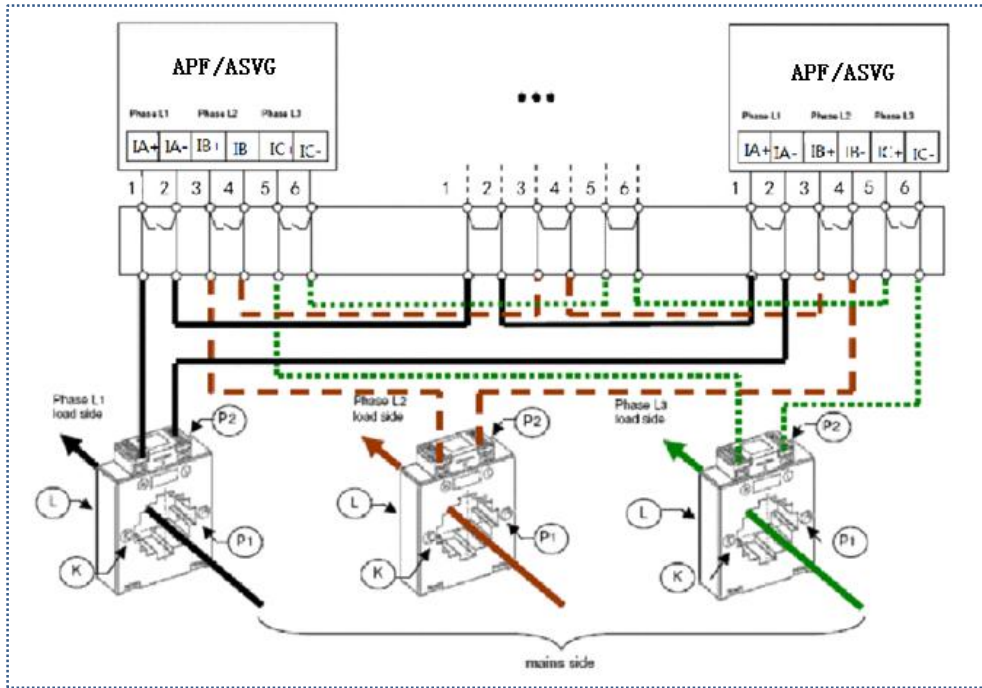 APF/ASVG
Phase L1 Phase L2 Phase L3
IA+ IA- IB+ IB IC+ IC-
1 2 3 4 5 6
•••
1 2 3 4 5 6
APF/ASVG
Phase L1 Phase L2 Phase L3
IA+ IA- IB+ IB- IC+ IC-
1 2 3 4 5 6
Phase L1
load side
P2
L
K
P1
Phase L2
load side
P2
L
K
P1
Phase L3
load side
P2
L
K
P1
mains side